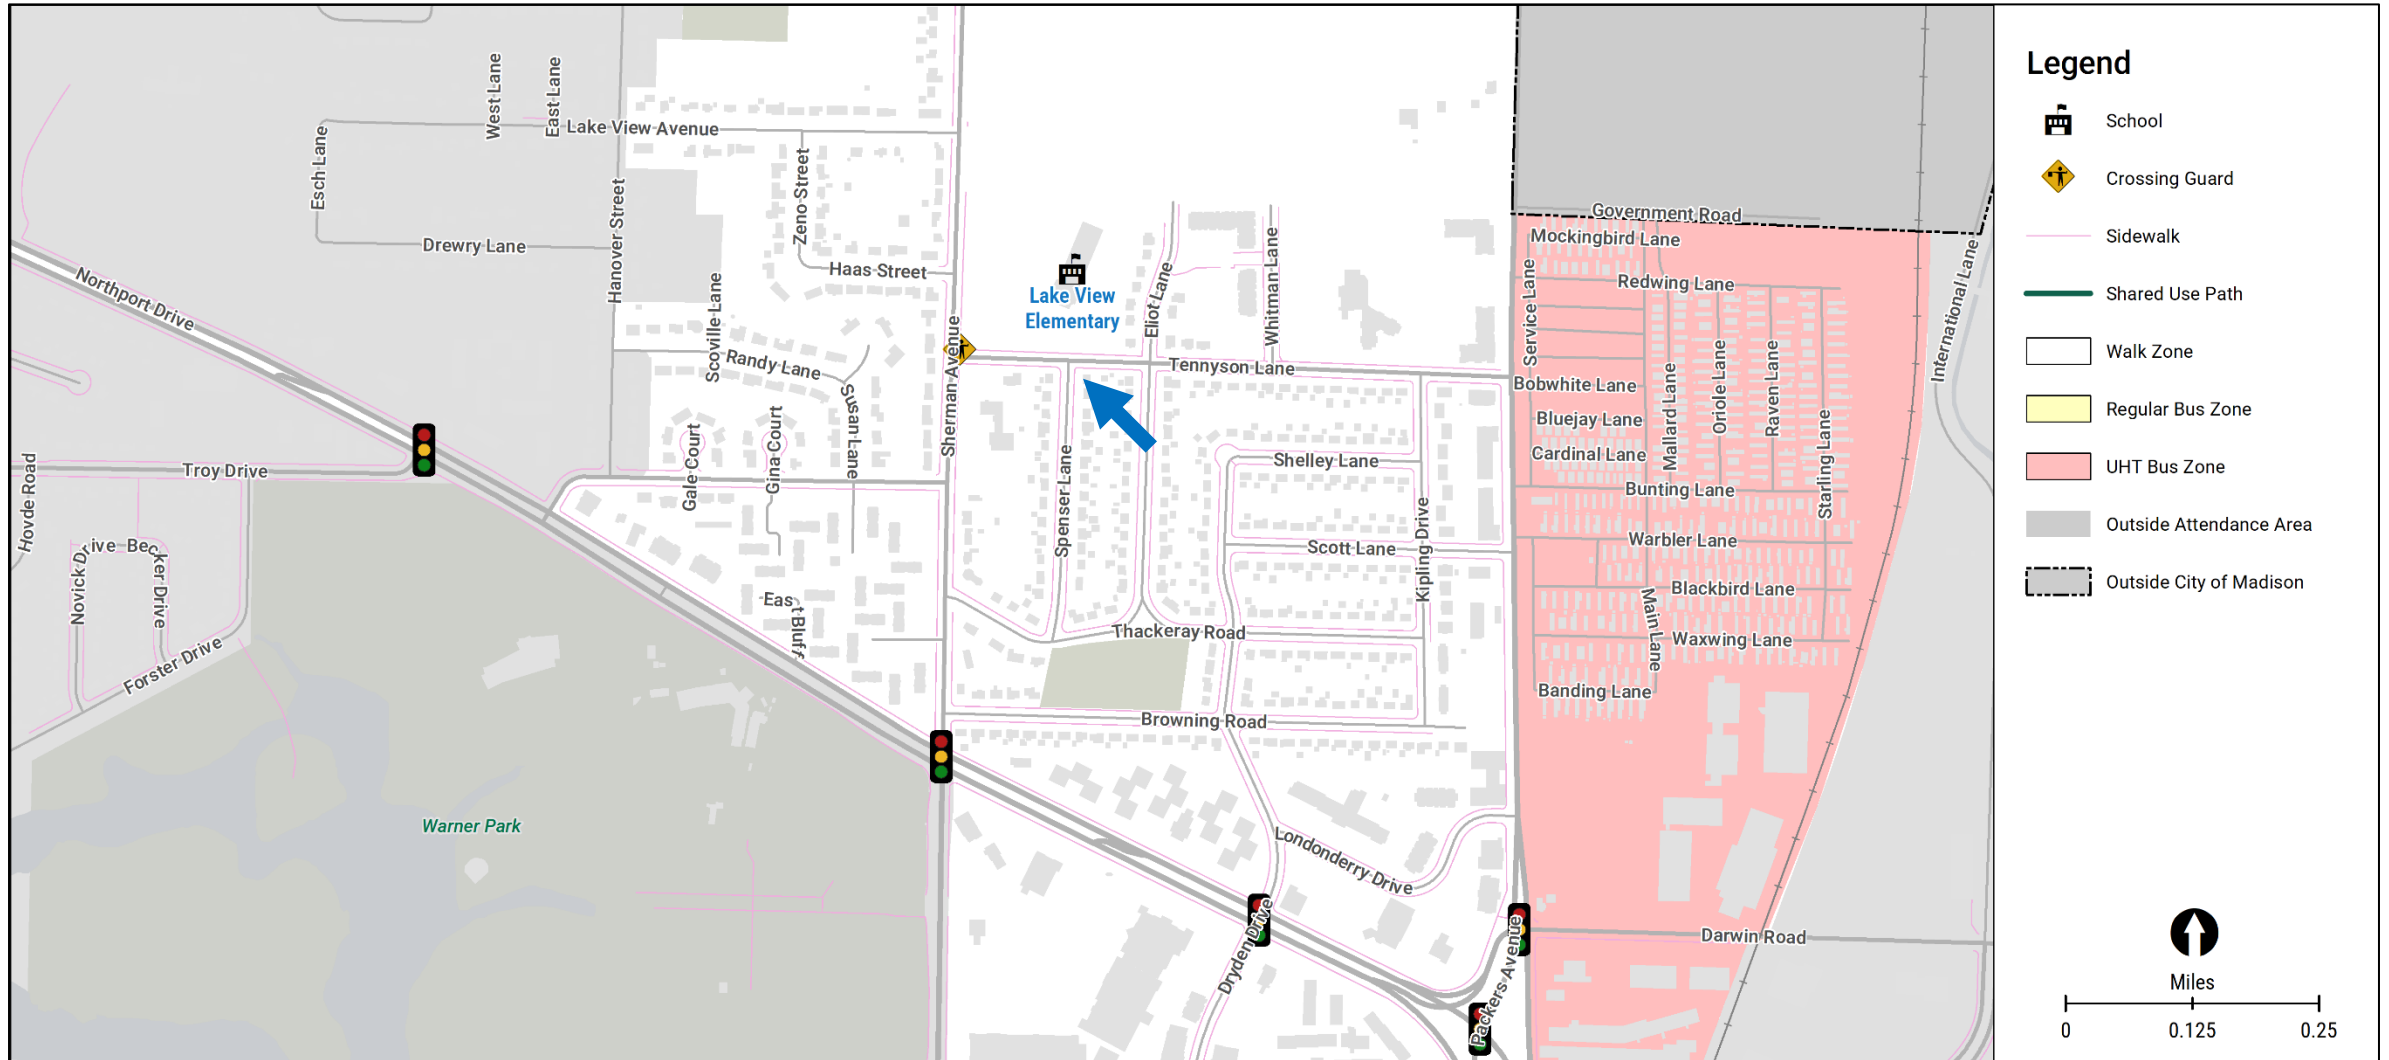 West Lane
East Lane
Lake View Avenue
Esch Lane
Zeno Street
Hanover Street
Drewry Lane
Haas Street
Northport Drive
Scoville Lane
Randy Lane
Susan Lane
Sherman Avenue
Lake View
Elementary
Eliot Lane
Whitman Lane
Tennyson Lane
Government Road
Mockingbird Lane
Redwing Lane
Service Lane
International Lane
Bobwhite Lane
Bluejay Lane
Cardinal Lane
Mallard Lane
Oriole Lane
Raven Lane
Starling Lane
Bunting Lane
Warbler Lane
Blackbird Lane
Main Lane
Waxwing Lane
Banding Lane
Troy Drive
Hovde Road
Gale Court
Gina Court
Spenser Lane
Shelley Lane
Scott Lane
Kipling Drive
Novick Drive
Becker Drive
Forster Drive
East Bluff
Thackeray Road
Browning Road
Warner Park
Londonderry Drive
Dryden Drive
Packers Avenue
Darwin Road
Legend
School
Crossing Guard
Sidewalk
Shared Use Path
Walk Zone
Regular Bus Zone
UHT Bus Zone
Outside Attendance Area
Outside City of Madison
Miles
0 0.125 0.25